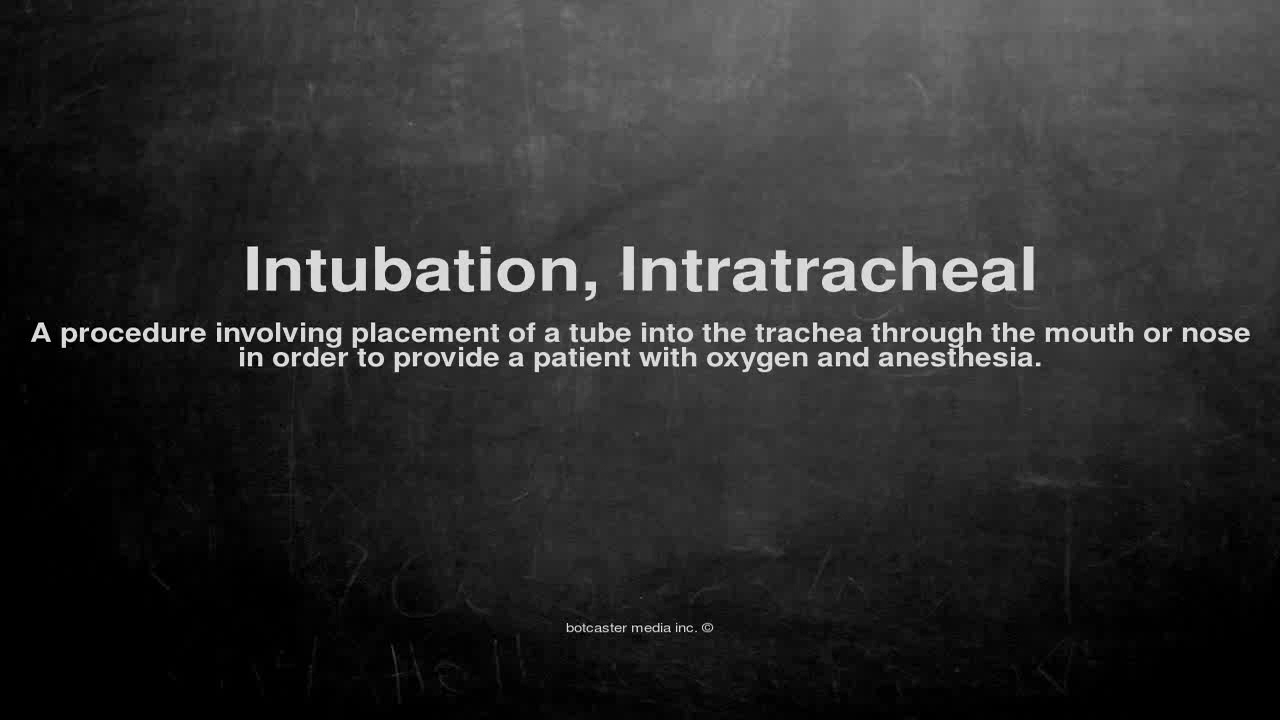 Intubation, Intratracheal
A procedure involving placement of a tube into the trachea through the mouth or nose
in order to provide a patient with oxygen and anesthesia.
botcaster media inc. ©